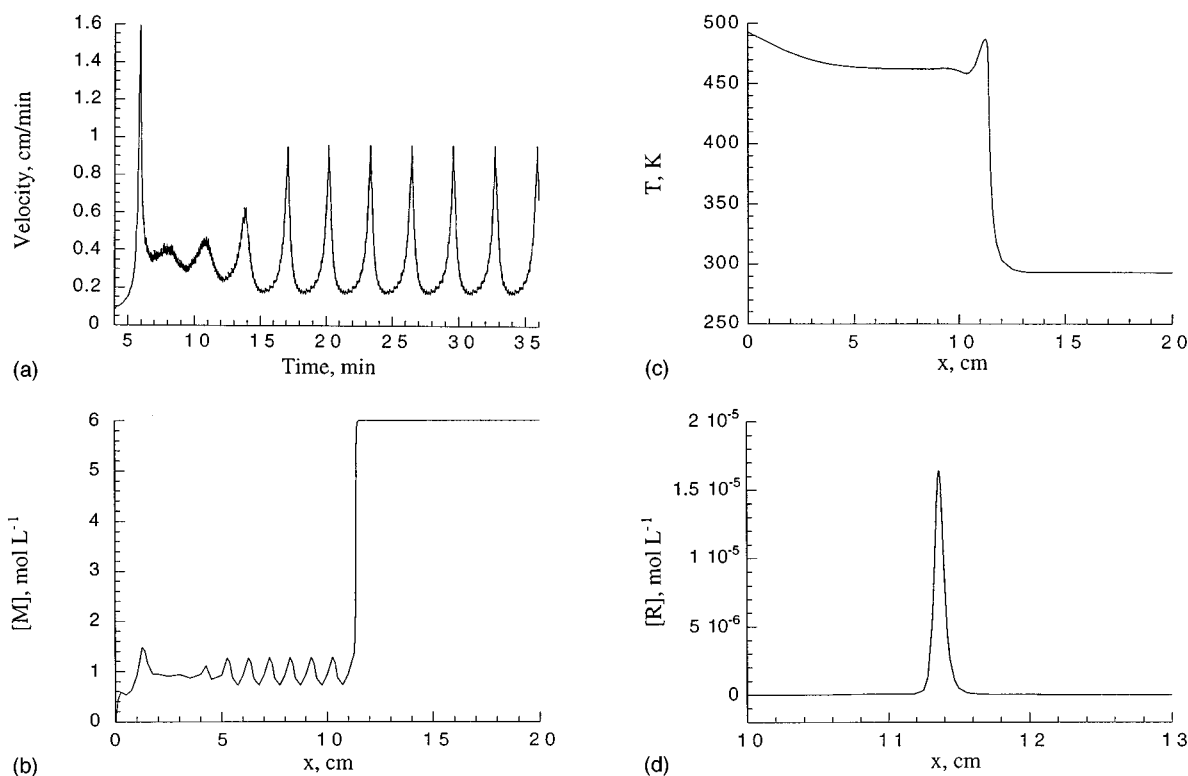 1.6
1.4
1.2
1
0.8
0.6
0.4
0.2
0
Velocity, cm/min
5 10 15 20 25 30 35
Time, min
(a)
500
450
400
350
300
250
T, K
0 5 10 15 20
x, cm
(c)
6
5
4
3
2
1
0
[M], mol L⁻¹
0 5 10 15 20
x, cm
(b)
2 10⁻⁵
1.5 10⁻⁵
1 10⁻⁵
5 10⁻⁶
0
[R], mol L⁻¹
10 11 12 13
x, cm
(d)